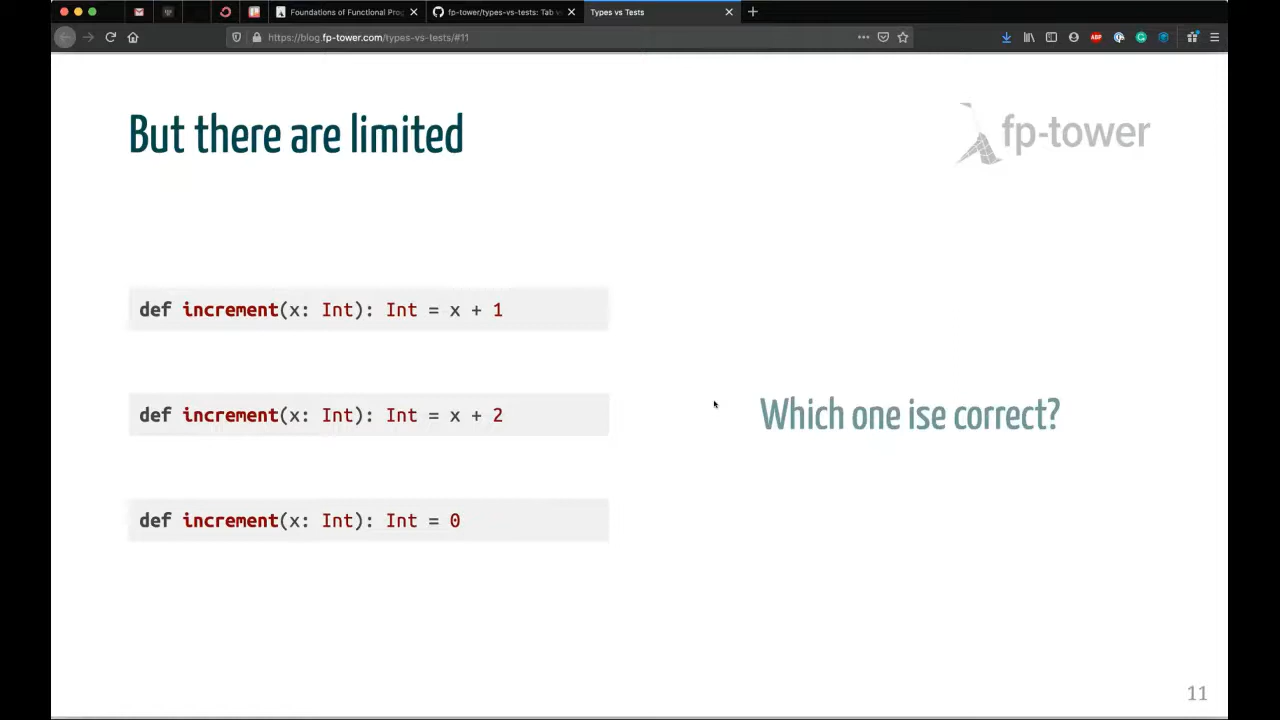 Foundations of Functional Prog
fp-tower/types-vs-tests: Tab v
Types vs Tests
https://blog.fp-tower.com/types-vs-tests/#11
ABP
But there are limited
fp-tower
def increment(x: Int): Int = x + 1
def increment(x: Int): Int = x + 2
Which one ise correct?
def increment(x: Int): Int = 0
11